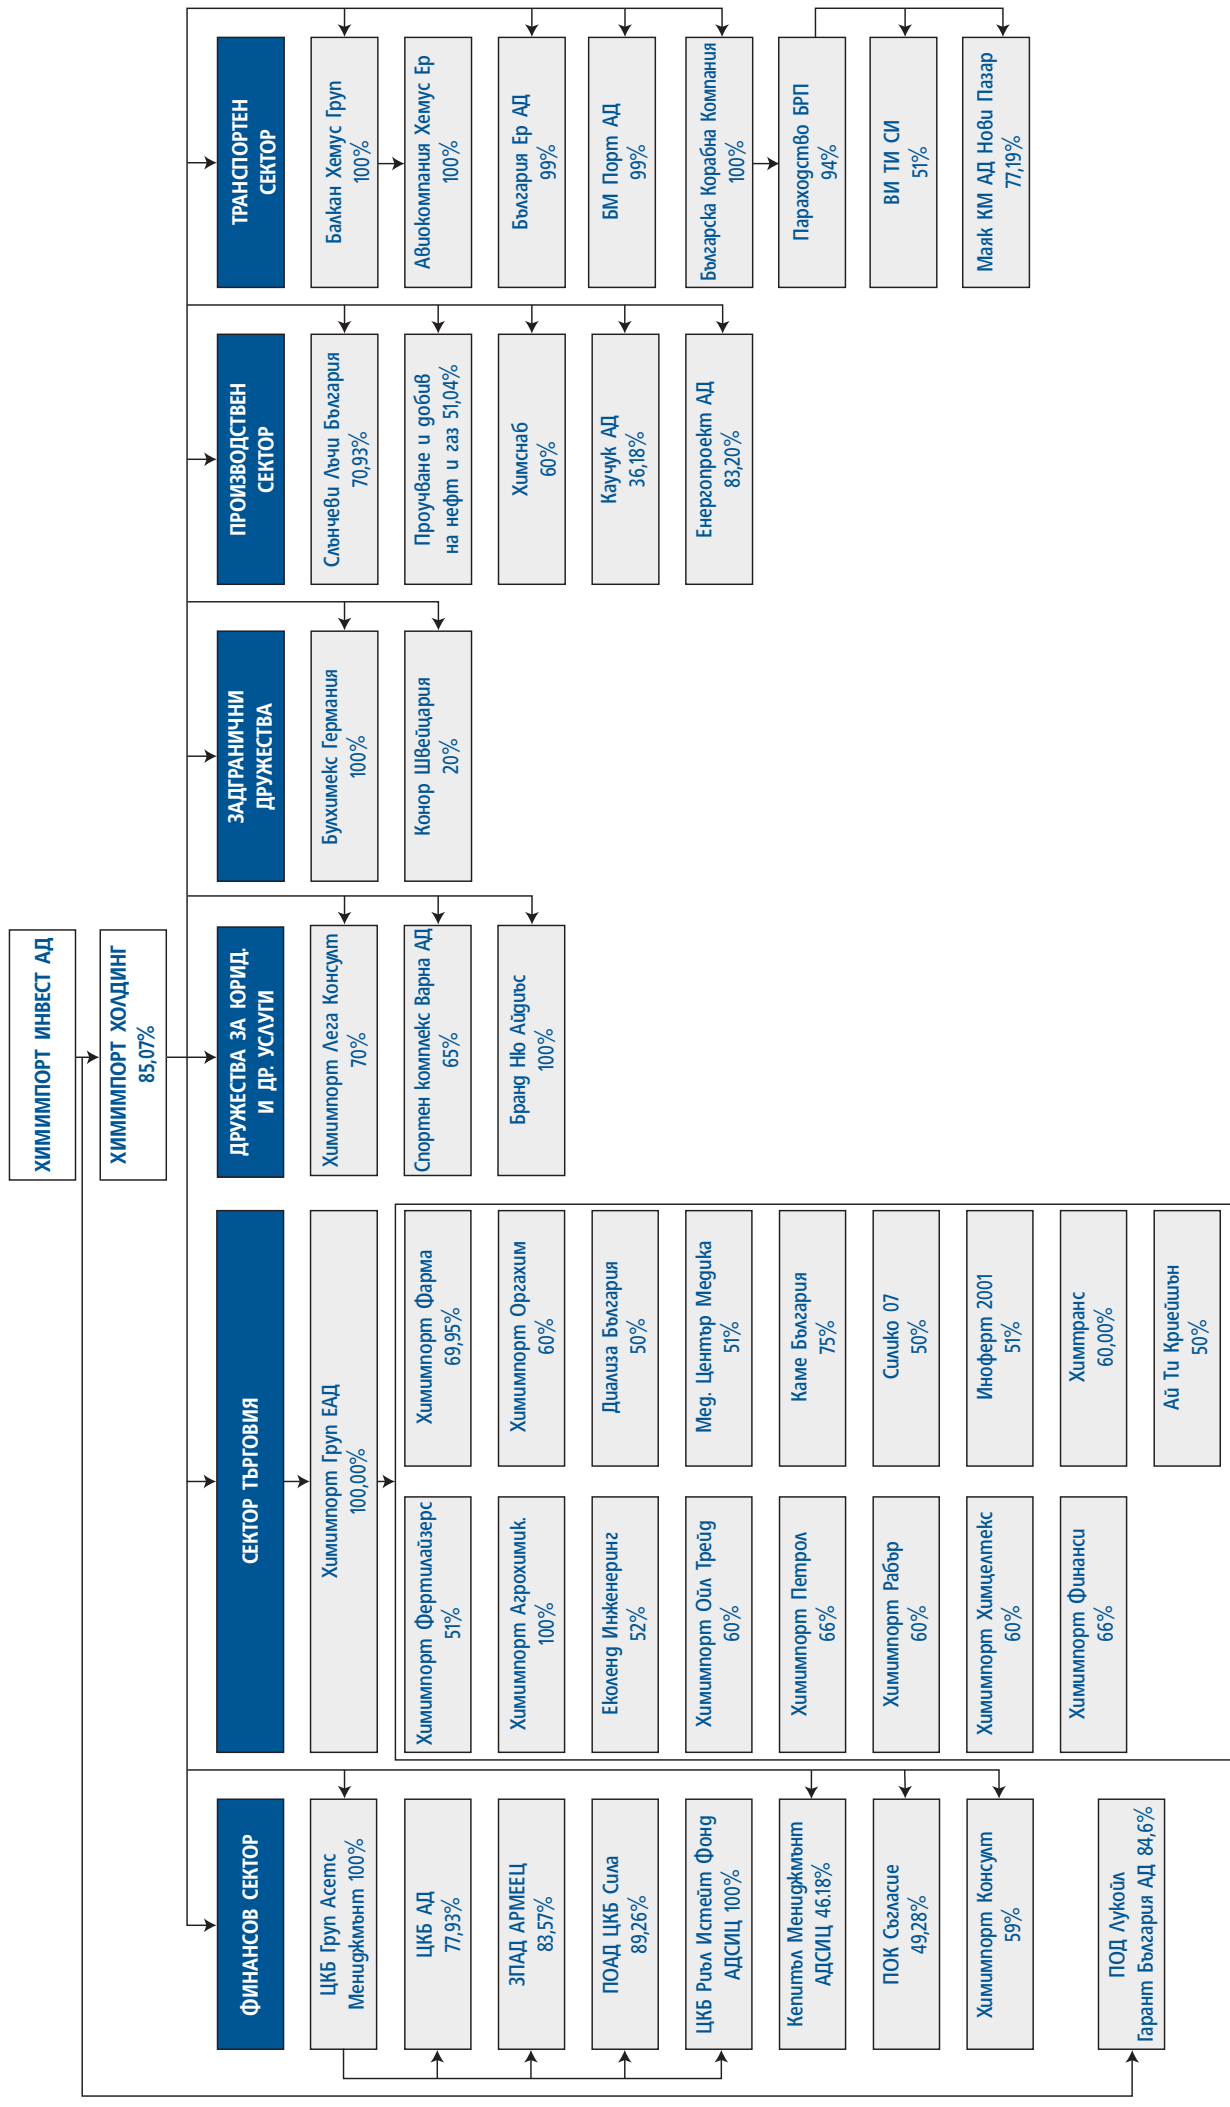 ХИМИМПОРТ ИНВЕСТ АД
ХИМИМПОРТ ХОЛДИНГ
85,07%
ФИНАНСОВ СЕКТОР
ЦКБ Груп Асетс
Мениджмънт 100%
ЦКБ АД
77,93%
ЗПАД АРМЕЕЦ
83,57%
ПОАД ЦКБ Сила
89,26%
ЦКБ Риъл Истейт Фонд
АДСИЦ 100%
Кепитъл Мениджмънт
АДСИЦ 46.18%
ПОК Съгласие
49,28%
Химимпорт Консулт
59%
ПОД Лукойл
Гарант България АД 84,6%
СЕКТОР ТЪРГОВИЯ
Химимпорт Груп ЕАД
100,00%
Химимпорт Фертилайзерс
51%
Химимпорт Агрохимик.
100%
Еколенд Инженеринг
52%
Химимпорт Ойл Трейд
60%
Химимпорт Петрол
66%
Химимпорт Рабър
60%
Химимпорт Химцелтекс
60%
Химимпорт Финанси
66%
Химимпорт Фарма
69,95%
Химимпорт Оргахим
60%
Диализа България
50%
Мед. Център Медика
51%
Каме България
75%
Силико 07
50%
Иноферт 2001
51%
Химтранс
60,00%
Ай Ти Криейшън
50%
ДРУЖЕСТВА ЗА ЮРИД.
И ДР. УСЛУГИ
Химимпорт Лега Консулт
70%
Спортен комплекс Варна АД
65%
Бранд Ню Айдиъс
100%
ЗАДГРАНИЧНИ
ДРУЖЕСТВА
Булхимекс Германия
100%
Конор Швейцария
20%
ПРОИЗВОДСТВЕН
СЕКТОР
Слънчеви Лъчи България
70,93%
Проучване и добив
на нефт и газ 51,04%
Химснаб
60%
Каучук АД
36,18%
Енергопроект АД
83,20%
ТРАНСПОРТЕН
СЕКТОР
Балкан Хемус Груп
100%
Авиокомпания Хемус Ер
100%
България Ер АД
99%
БМ Порт АД
99%
Българска Корабна Компания
100%
Параходство БРП
94%
ВИ ТИ СИ
51%
Маяк КМ АД Нови Пазар
77,19%